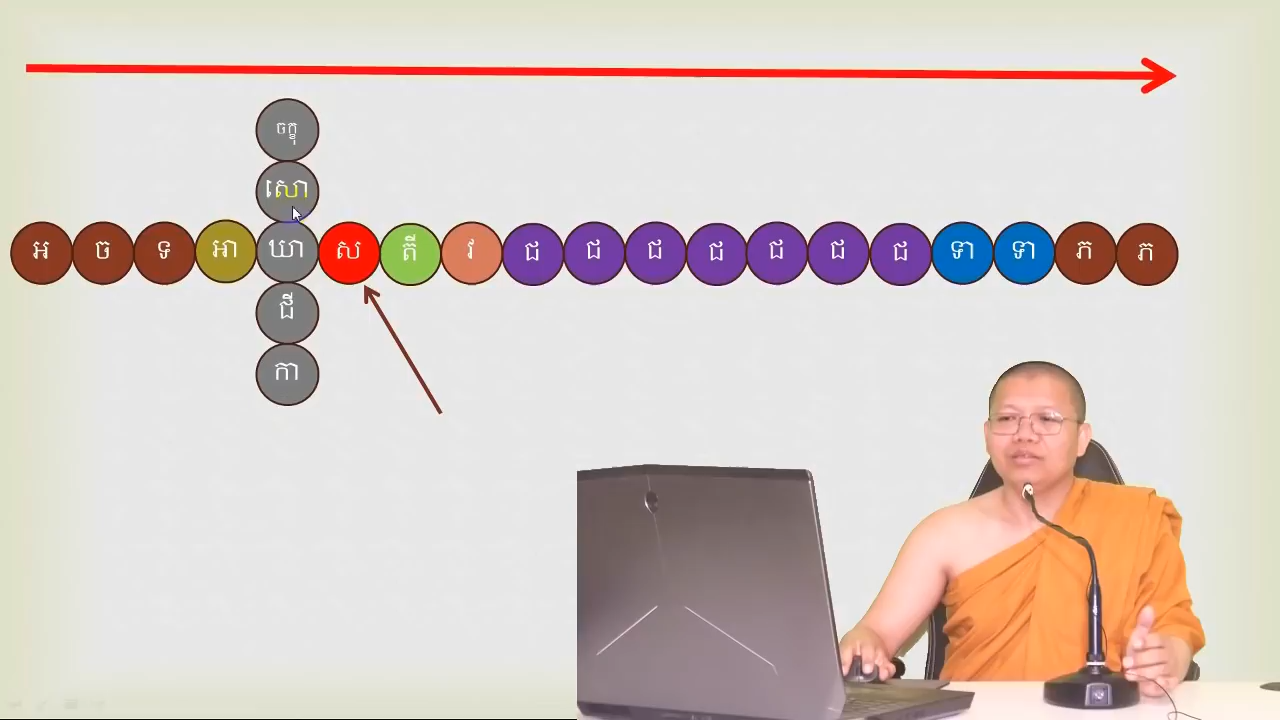 ចក្ខុ
សោ
អ ច ទ អា ឃា ស តី វ ជ ជ ជ ជ ជ ជ ជ ទា ទា ភ ភ
ជី
កា